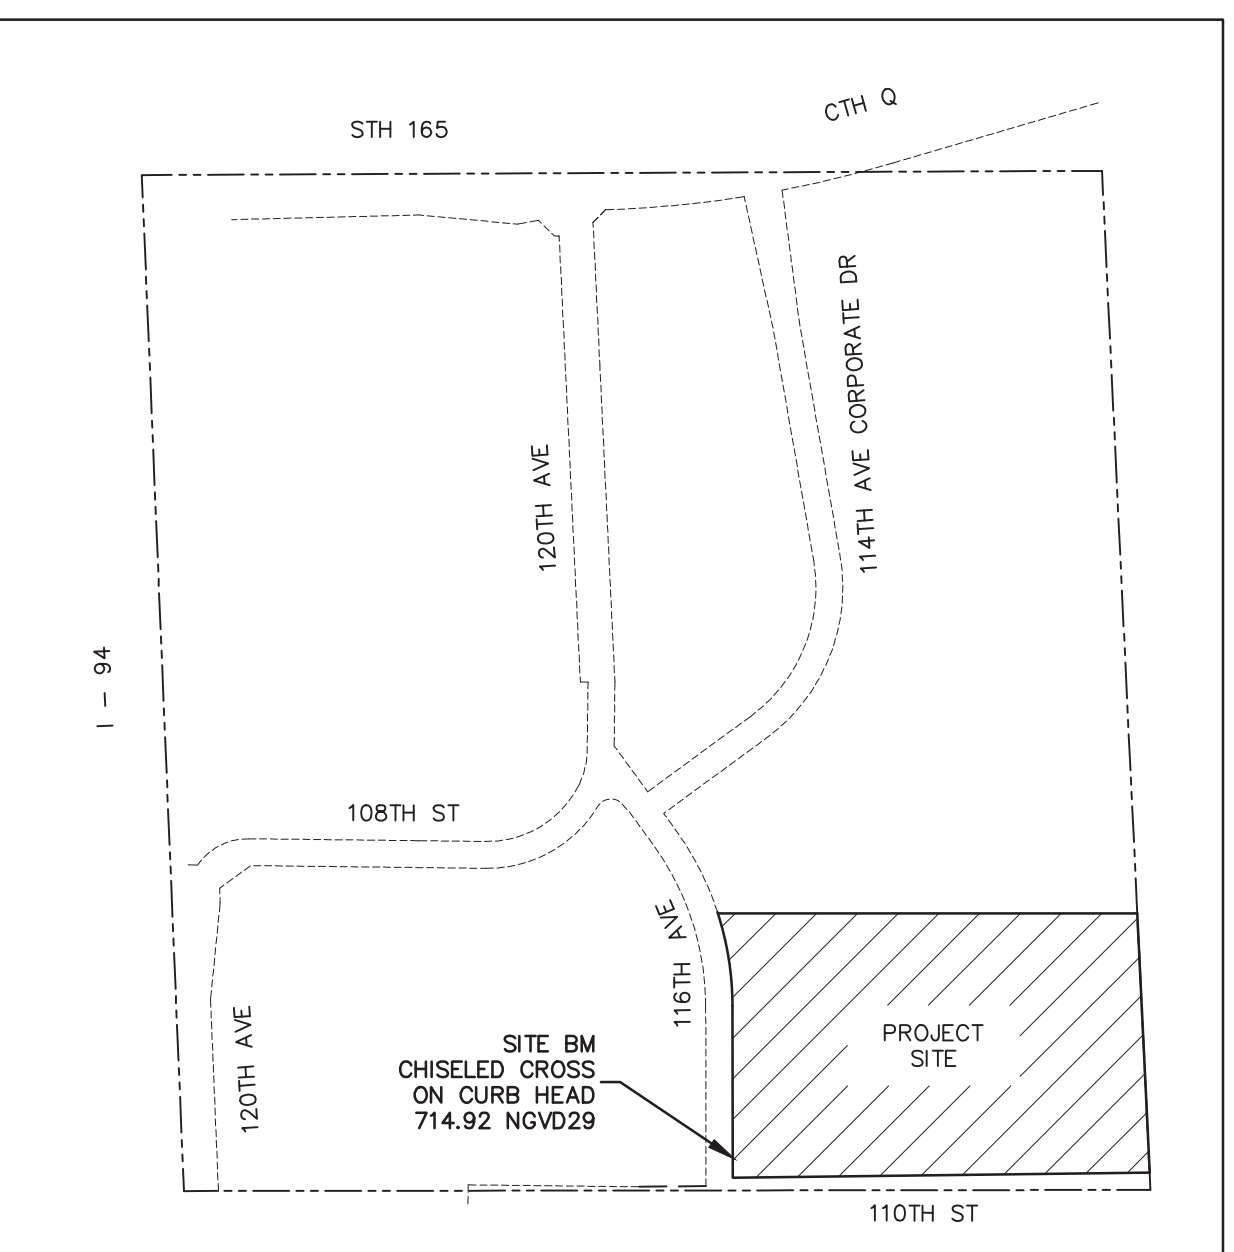 CTH Q
STH 165
114TH AVE CORPORATE DR
120TH AVE
I - 94
108TH ST
116TH AVE
120TH AVE
SITE BM
CHISELED CROSS
ON CURB HEAD
714.92 NGVD29
PROJECT
SITE
110TH ST